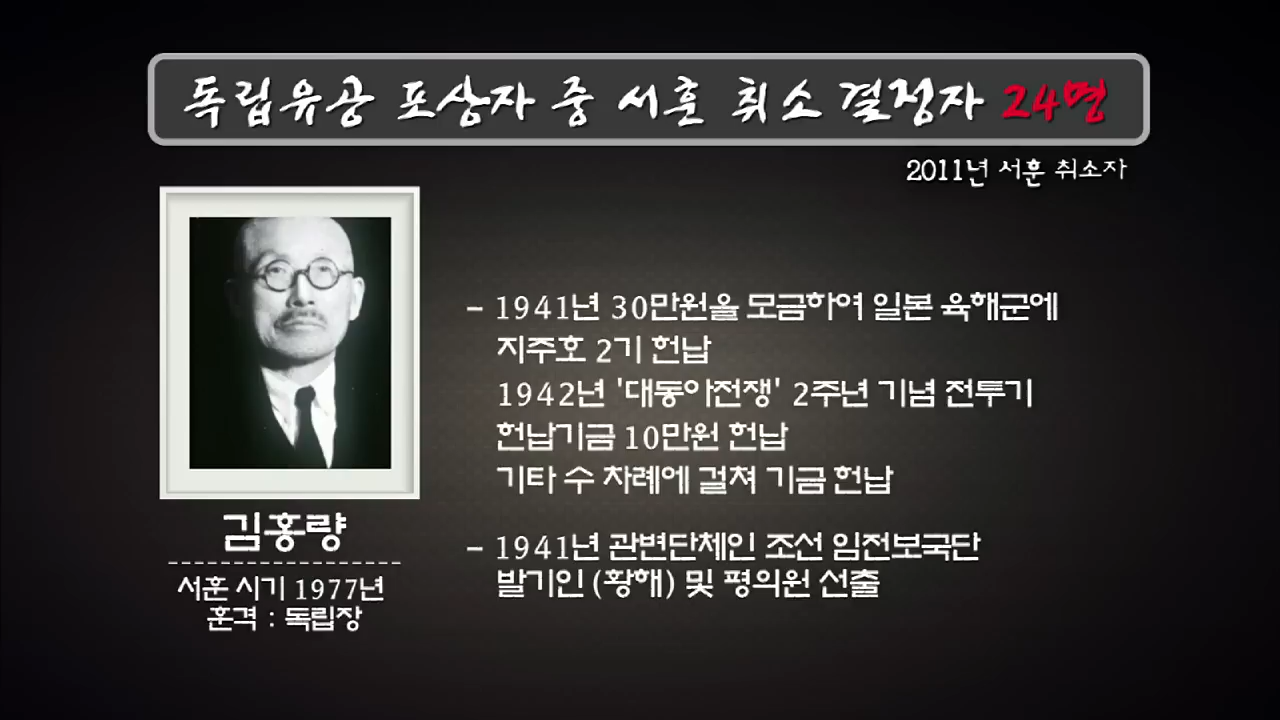 독립유공 포상자 중 서훈 취소 결정자 24명
2011년 서훈 취소자
- 1941년 30만원을 모금하여 일본 육해군에
지주호 2기 헌납
1942년 '대동아전쟁' 2주년 기념 전투기
헌납기금 10만원 헌납
기타 수 차례에 걸쳐 기금 헌납
- 1941년 관변단체인 조선 임전보국단
발기인 (황해) 및 평의원 선출
김홍량
서훈 시기 1977년
훈격 : 독립장